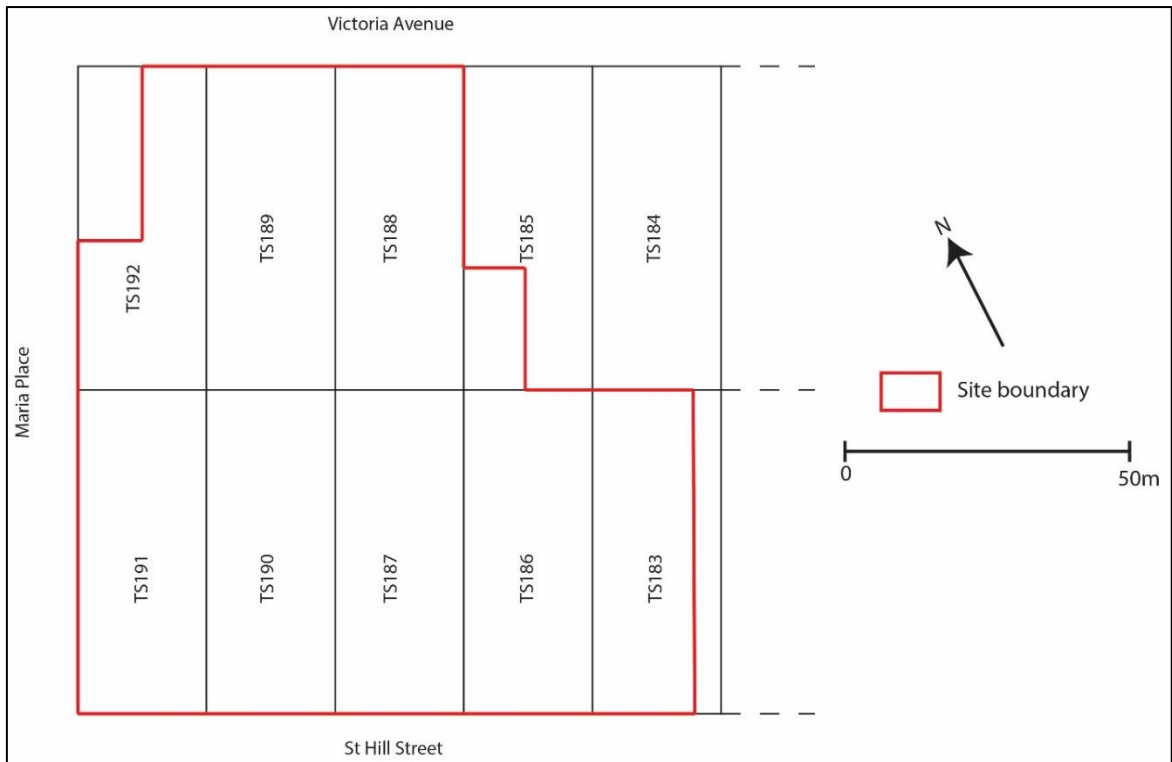 Victoria Avenue
TS189
TS188
TS185
TS184
TS192
N
Site boundary
Maria Place
0
50m
TS191
TS190
TS187
TS186
TS183
St Hill Street